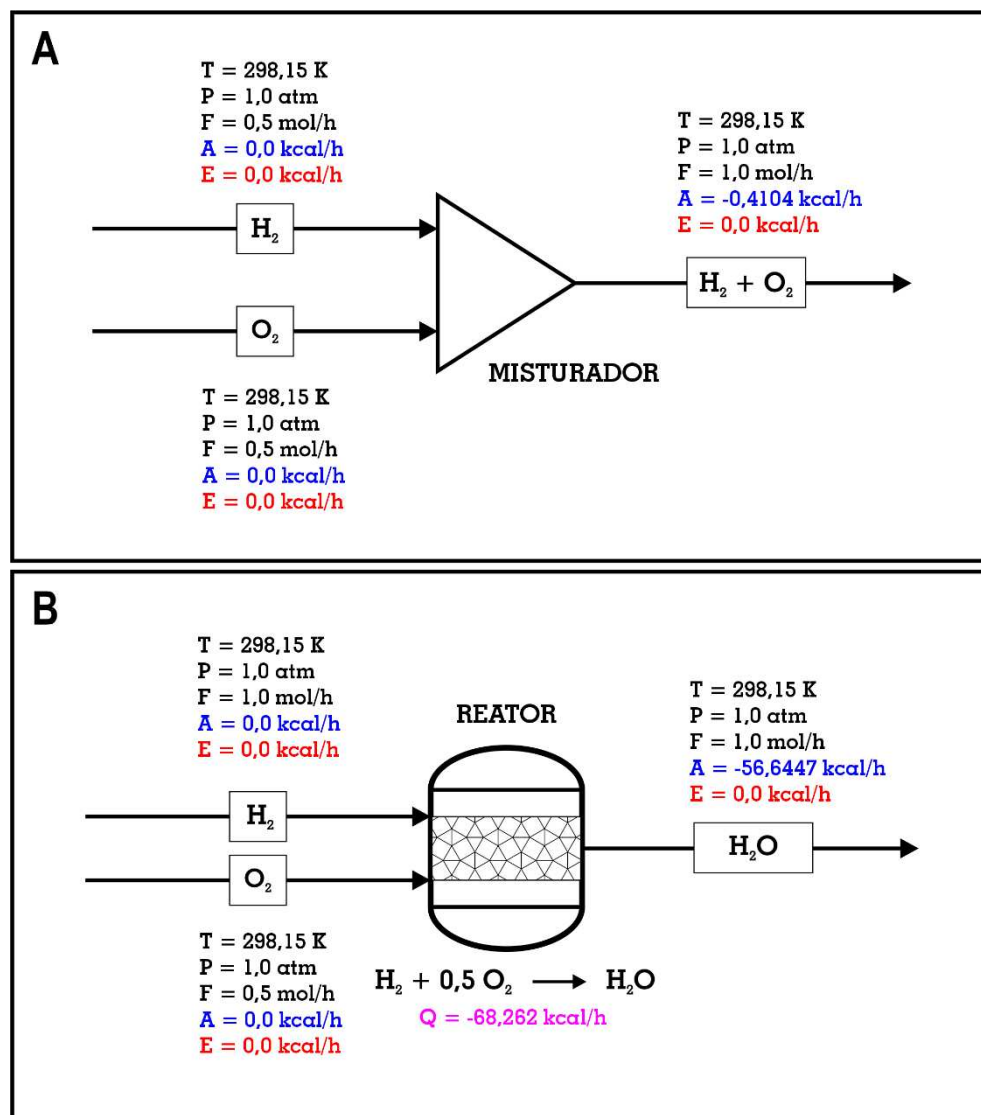 A
T = 298,15 K
P = 1,0 atm
F = 0,5 mol/h
A = 0,0 kcal/h
E = 0,0 kcal/h
T = 298,15 K
P = 1,0 atm
F = 1,0 mol/h
A = -0,4104 kcal/h
E = 0,0 kcal/h
H₂
H₂ + O₂
O₂
MISTURADOR
T = 298,15 K
P = 1,0 atm
F = 0,5 mol/h
A = 0,0 kcal/h
E = 0,0 kcal/h
B
T = 298,15 K
P = 1,0 atm
F = 1,0 mol/h
A = 0,0 kcal/h
E = 0,0 kcal/h
REATOR
T = 298,15 K
P = 1,0 atm
F = 1,0 mol/h
A = -56,6447 kcal/h
E = 0,0 kcal/h
H₂
O₂
H₂O
T = 298,15 K
P = 1,0 atm
F = 0,5 mol/h
A = 0,0 kcal/h
E = 0,0 kcal/h
H₂ + 0,5 O₂ → H₂O
Q = -68,262 kcal/h